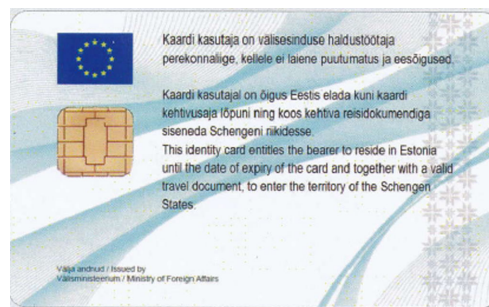 Kaardi kasutaja on välisesinduse haldustöötaja
perekonnaliige, kellele ei laiene puutumatus ja eesõigused.
Kaardi kasutajal on õigus Eestis elada kuni kaardi
kehtivusaja lõpuni ning koos kehtiva reisidokumendiga
siseneda Schengeni riikidesse.
This identity card entitles the bearer to reside in Estonia
until the date of expiry of the card and together with a valid
travel document, to enter the territory of the Schengen
States.
Välja andnud / Issued by
Välisministeerium / Ministry of Foreign Affairs